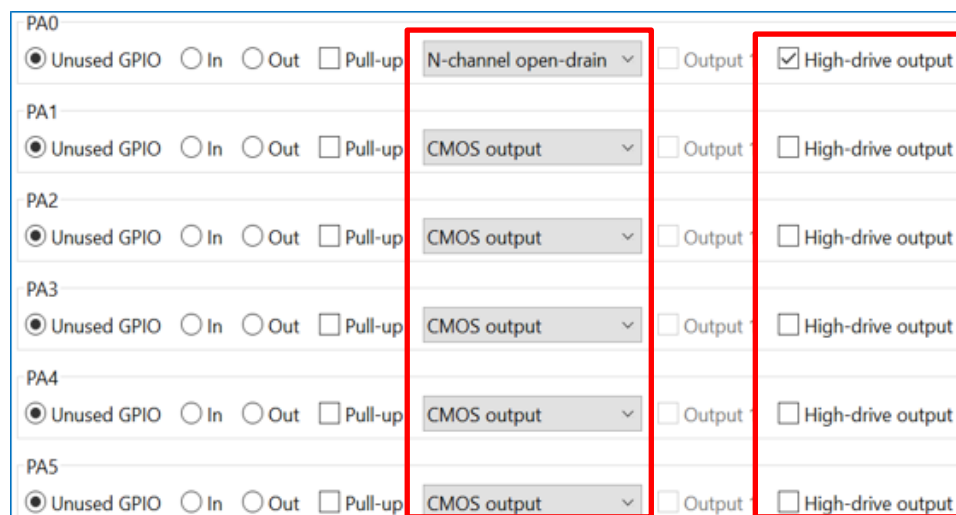 PA0
Unused GPIO In Out Pull-up N-channel open-drain Output High-drive output
PA1
Unused GPIO In Out Pull-up CMOS output Output High-drive output
PA2
Unused GPIO In Out Pull-up CMOS output Output High-drive output
PA3
Unused GPIO In Out Pull-up CMOS output Output High-drive output
PA4
Unused GPIO In Out Pull-up CMOS output Output High-drive output
PA5
Unused GPIO In Out Pull-up CMOS output Output High-drive output